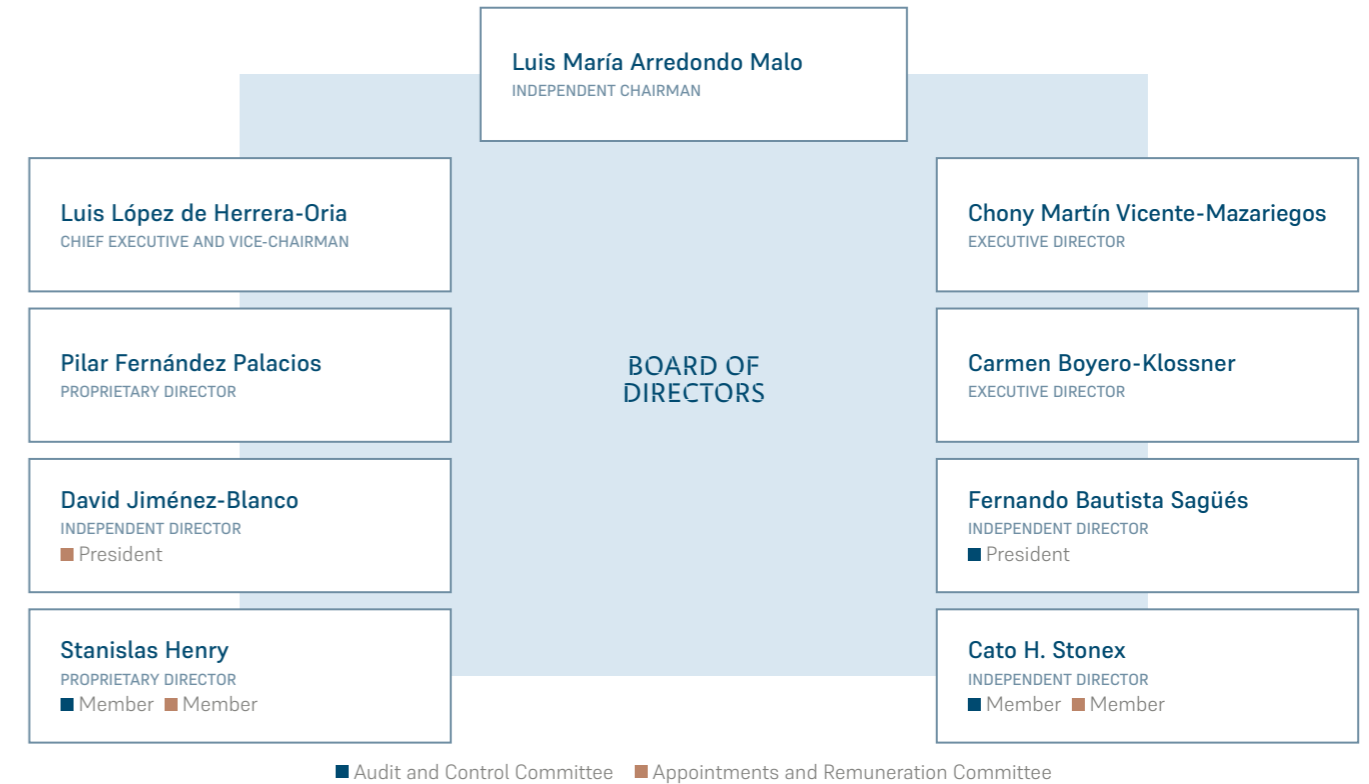 Luis María Arredondo Malo
INDEPENDENT CHAIRMAN
Luis López de Herrera-Oria
CHIEF EXECUTIVE AND VICE-CHAIRMAN
Chony Martín Vicente-Mazariegos
EXECUTIVE DIRECTOR
Pilar Fernández Palacios
PROPRIETARY DIRECTOR
BOARD OF
DIRECTORS
Carmen Boyero-Klossner
EXECUTIVE DIRECTOR
David Jiménez-Blanco
INDEPENDENT DIRECTOR
President
Fernando Bautista Sagüés
INDEPENDENT DIRECTOR
President
Stanislas Henry
PROPRIETARY DIRECTOR
Member Member
Cato H. Stonex
INDEPENDENT DIRECTOR
Member Member
Audit and Control Committee Appointments and Remuneration Committee